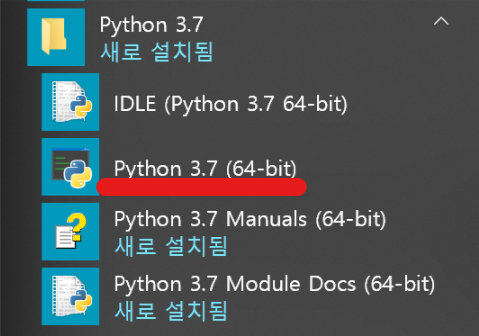 Python 3.7
새로 설치됨
IDLE (Python 3.7 64-bit)
Python 3.7 (64-bit)
Python 3.7 Manuals (64-bit)
새로 설치됨
Python 3.7 Module Docs (64-bit)
새로 설치됨